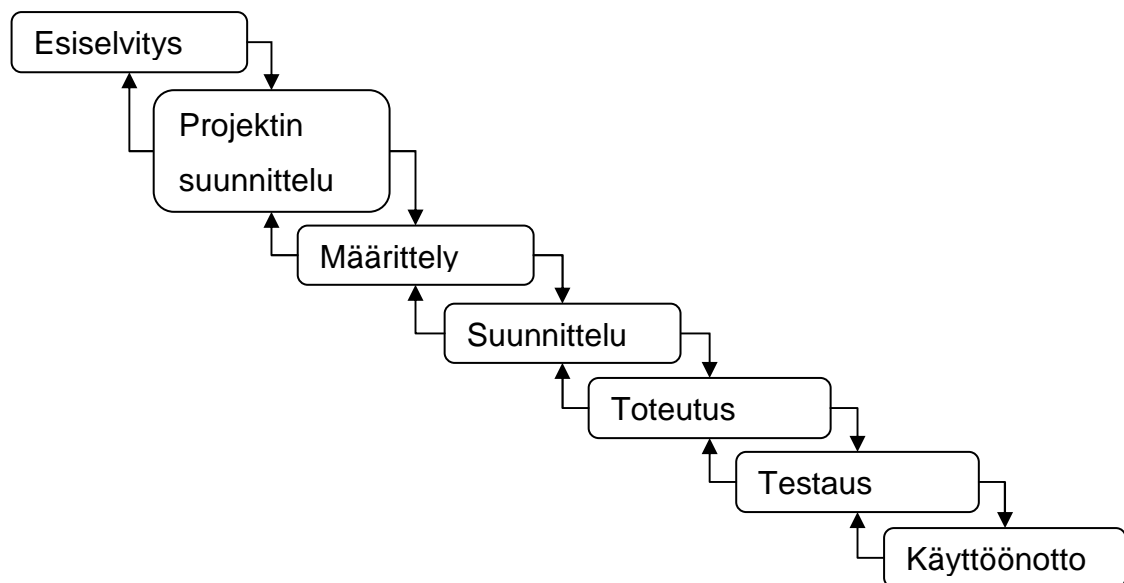 Esiselvitys
Projektin
suunnittelu
Määrittely
Suunnittelu
Toteutus
Testaus
Käyttöönotto